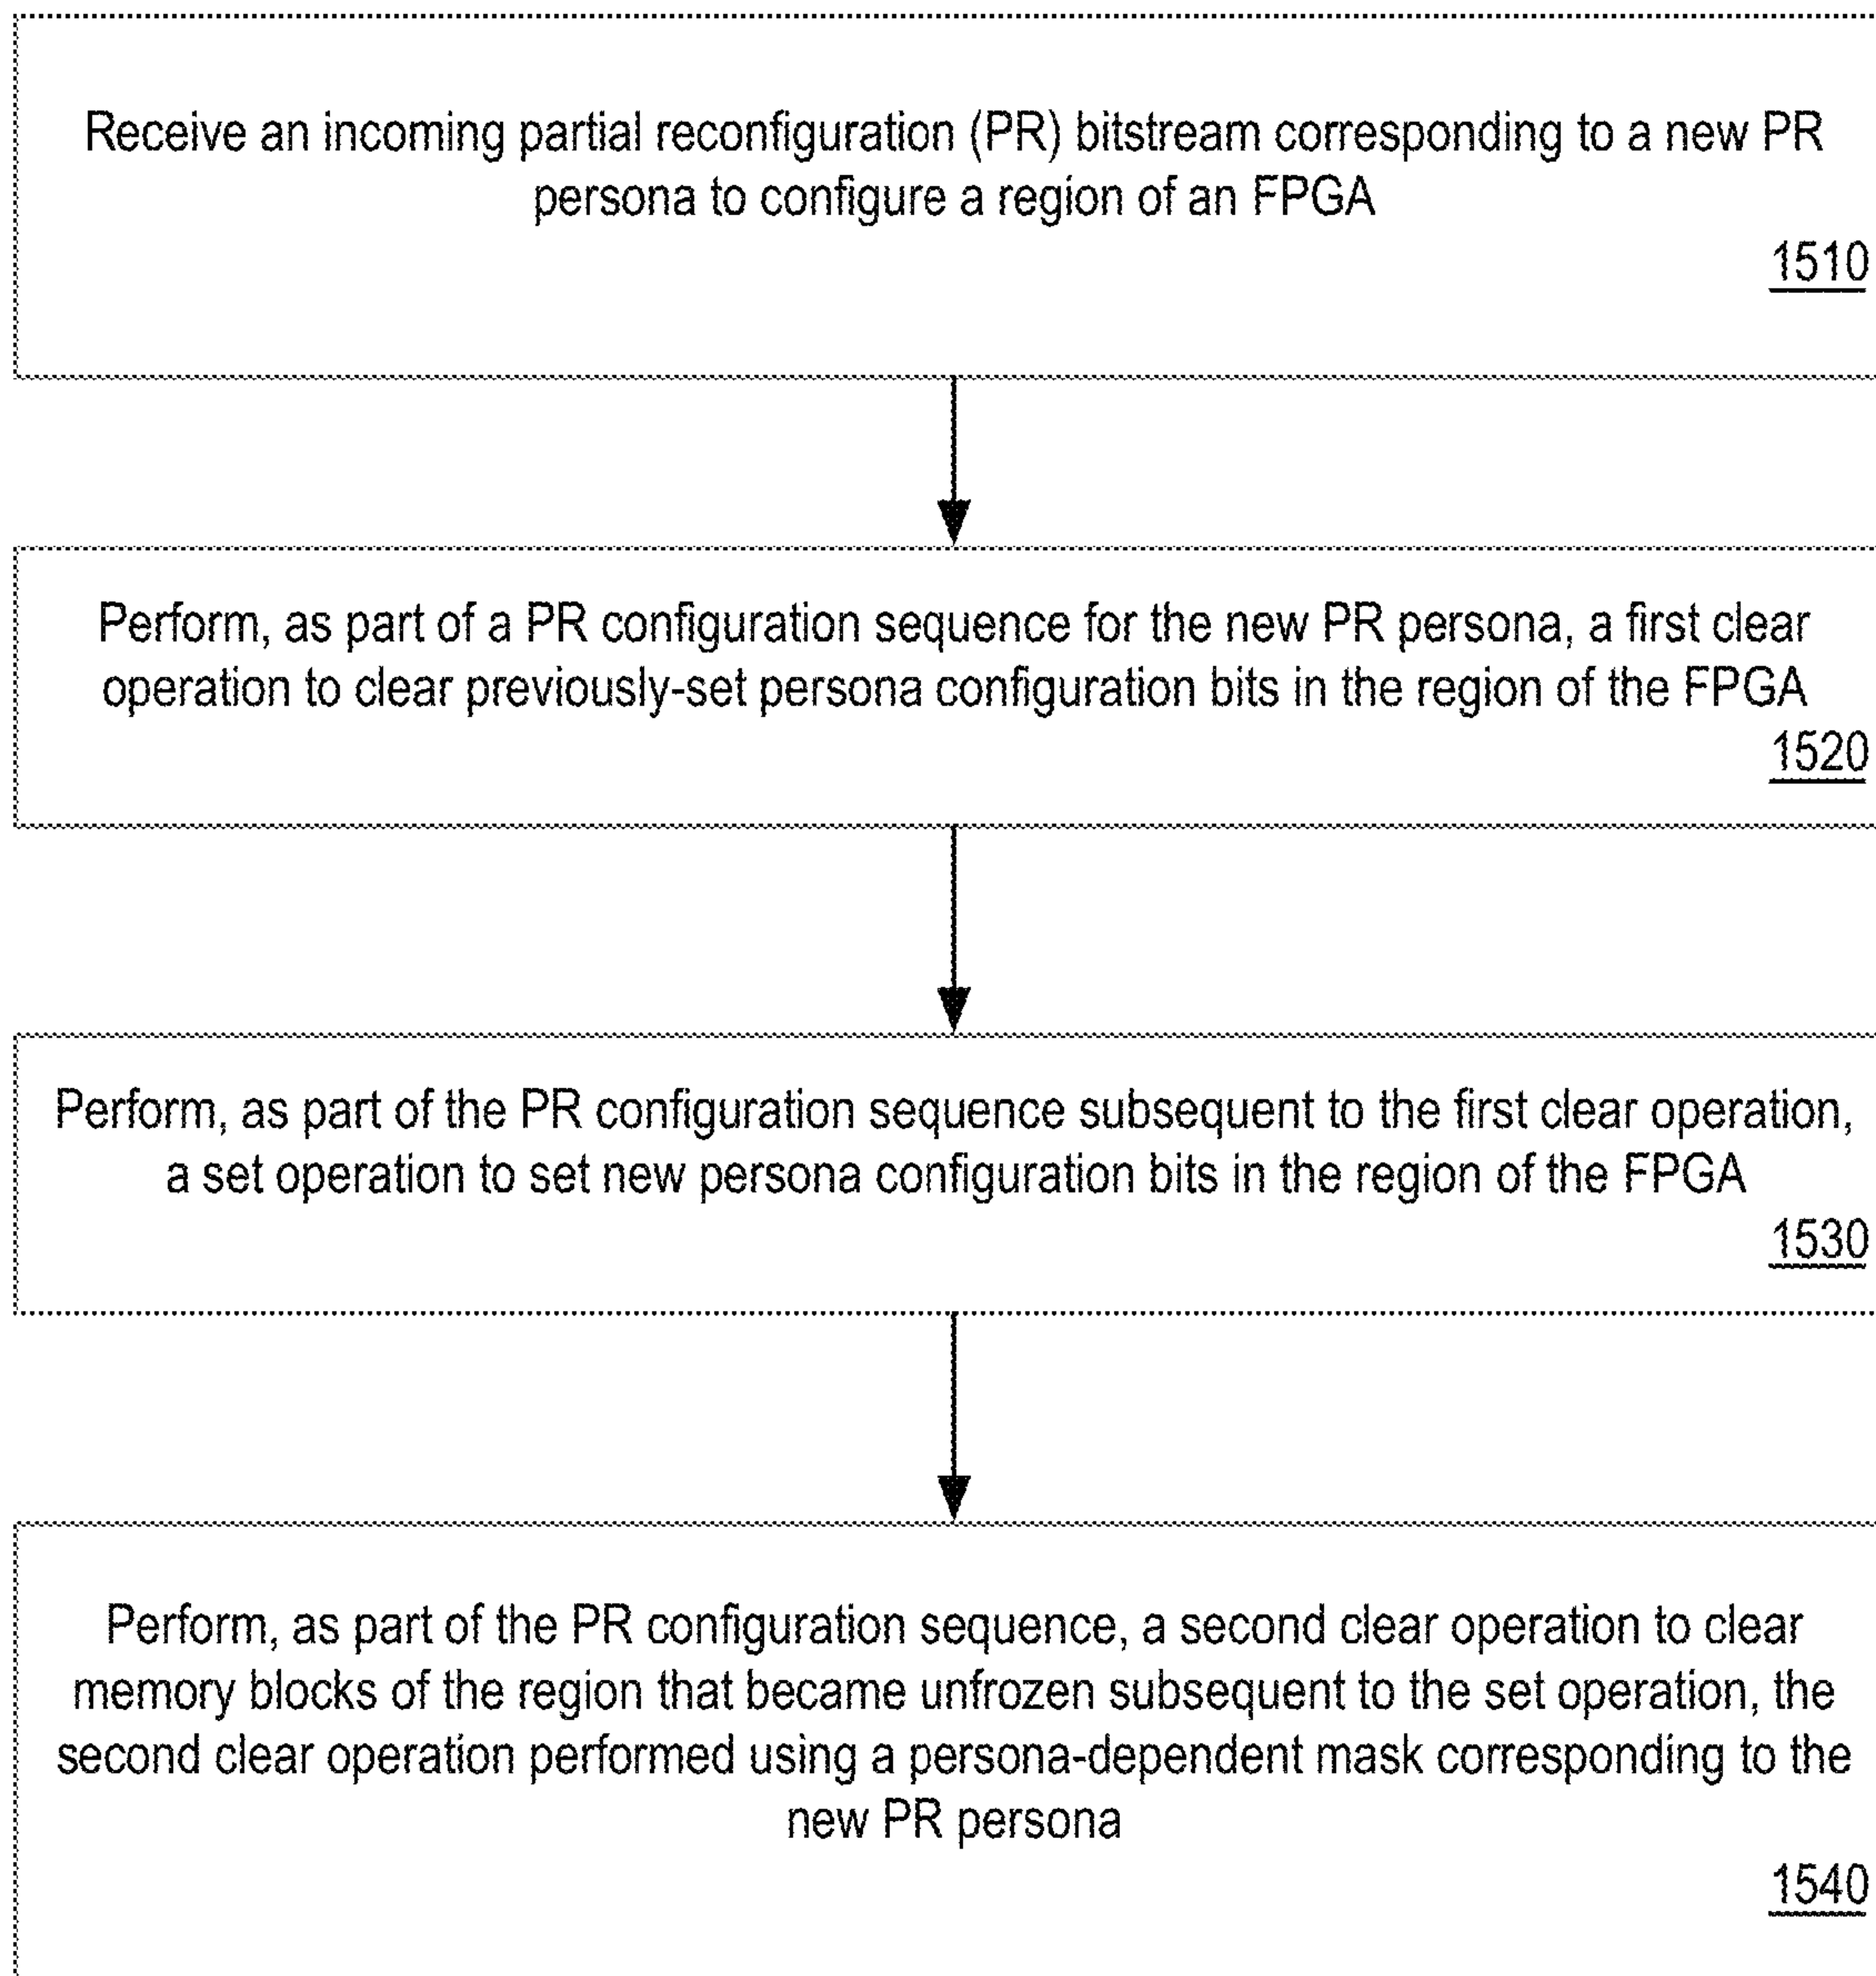 Receive an incoming partial reconfiguration (PR) bitstream corresponding to a new PR
persona to configure a region of an FPGA
1510
Perform, as part of a PR configuration sequence for the new PR persona, a first clear
operation to clear previously-set persona configuration bits in the region of the FPGA
1520
Perform, as part of the PR configuration sequence subsequent to the first clear operation,
a set operation to set new persona configuration bits in the region of the FPGA
1530
Perform, as part of the PR configuration sequence, a second clear operation to clear
memory blocks of the region that became unfrozen subsequent to the set operation, the
second clear operation performed using a persona-dependent mask corresponding to the
new PR persona
1540